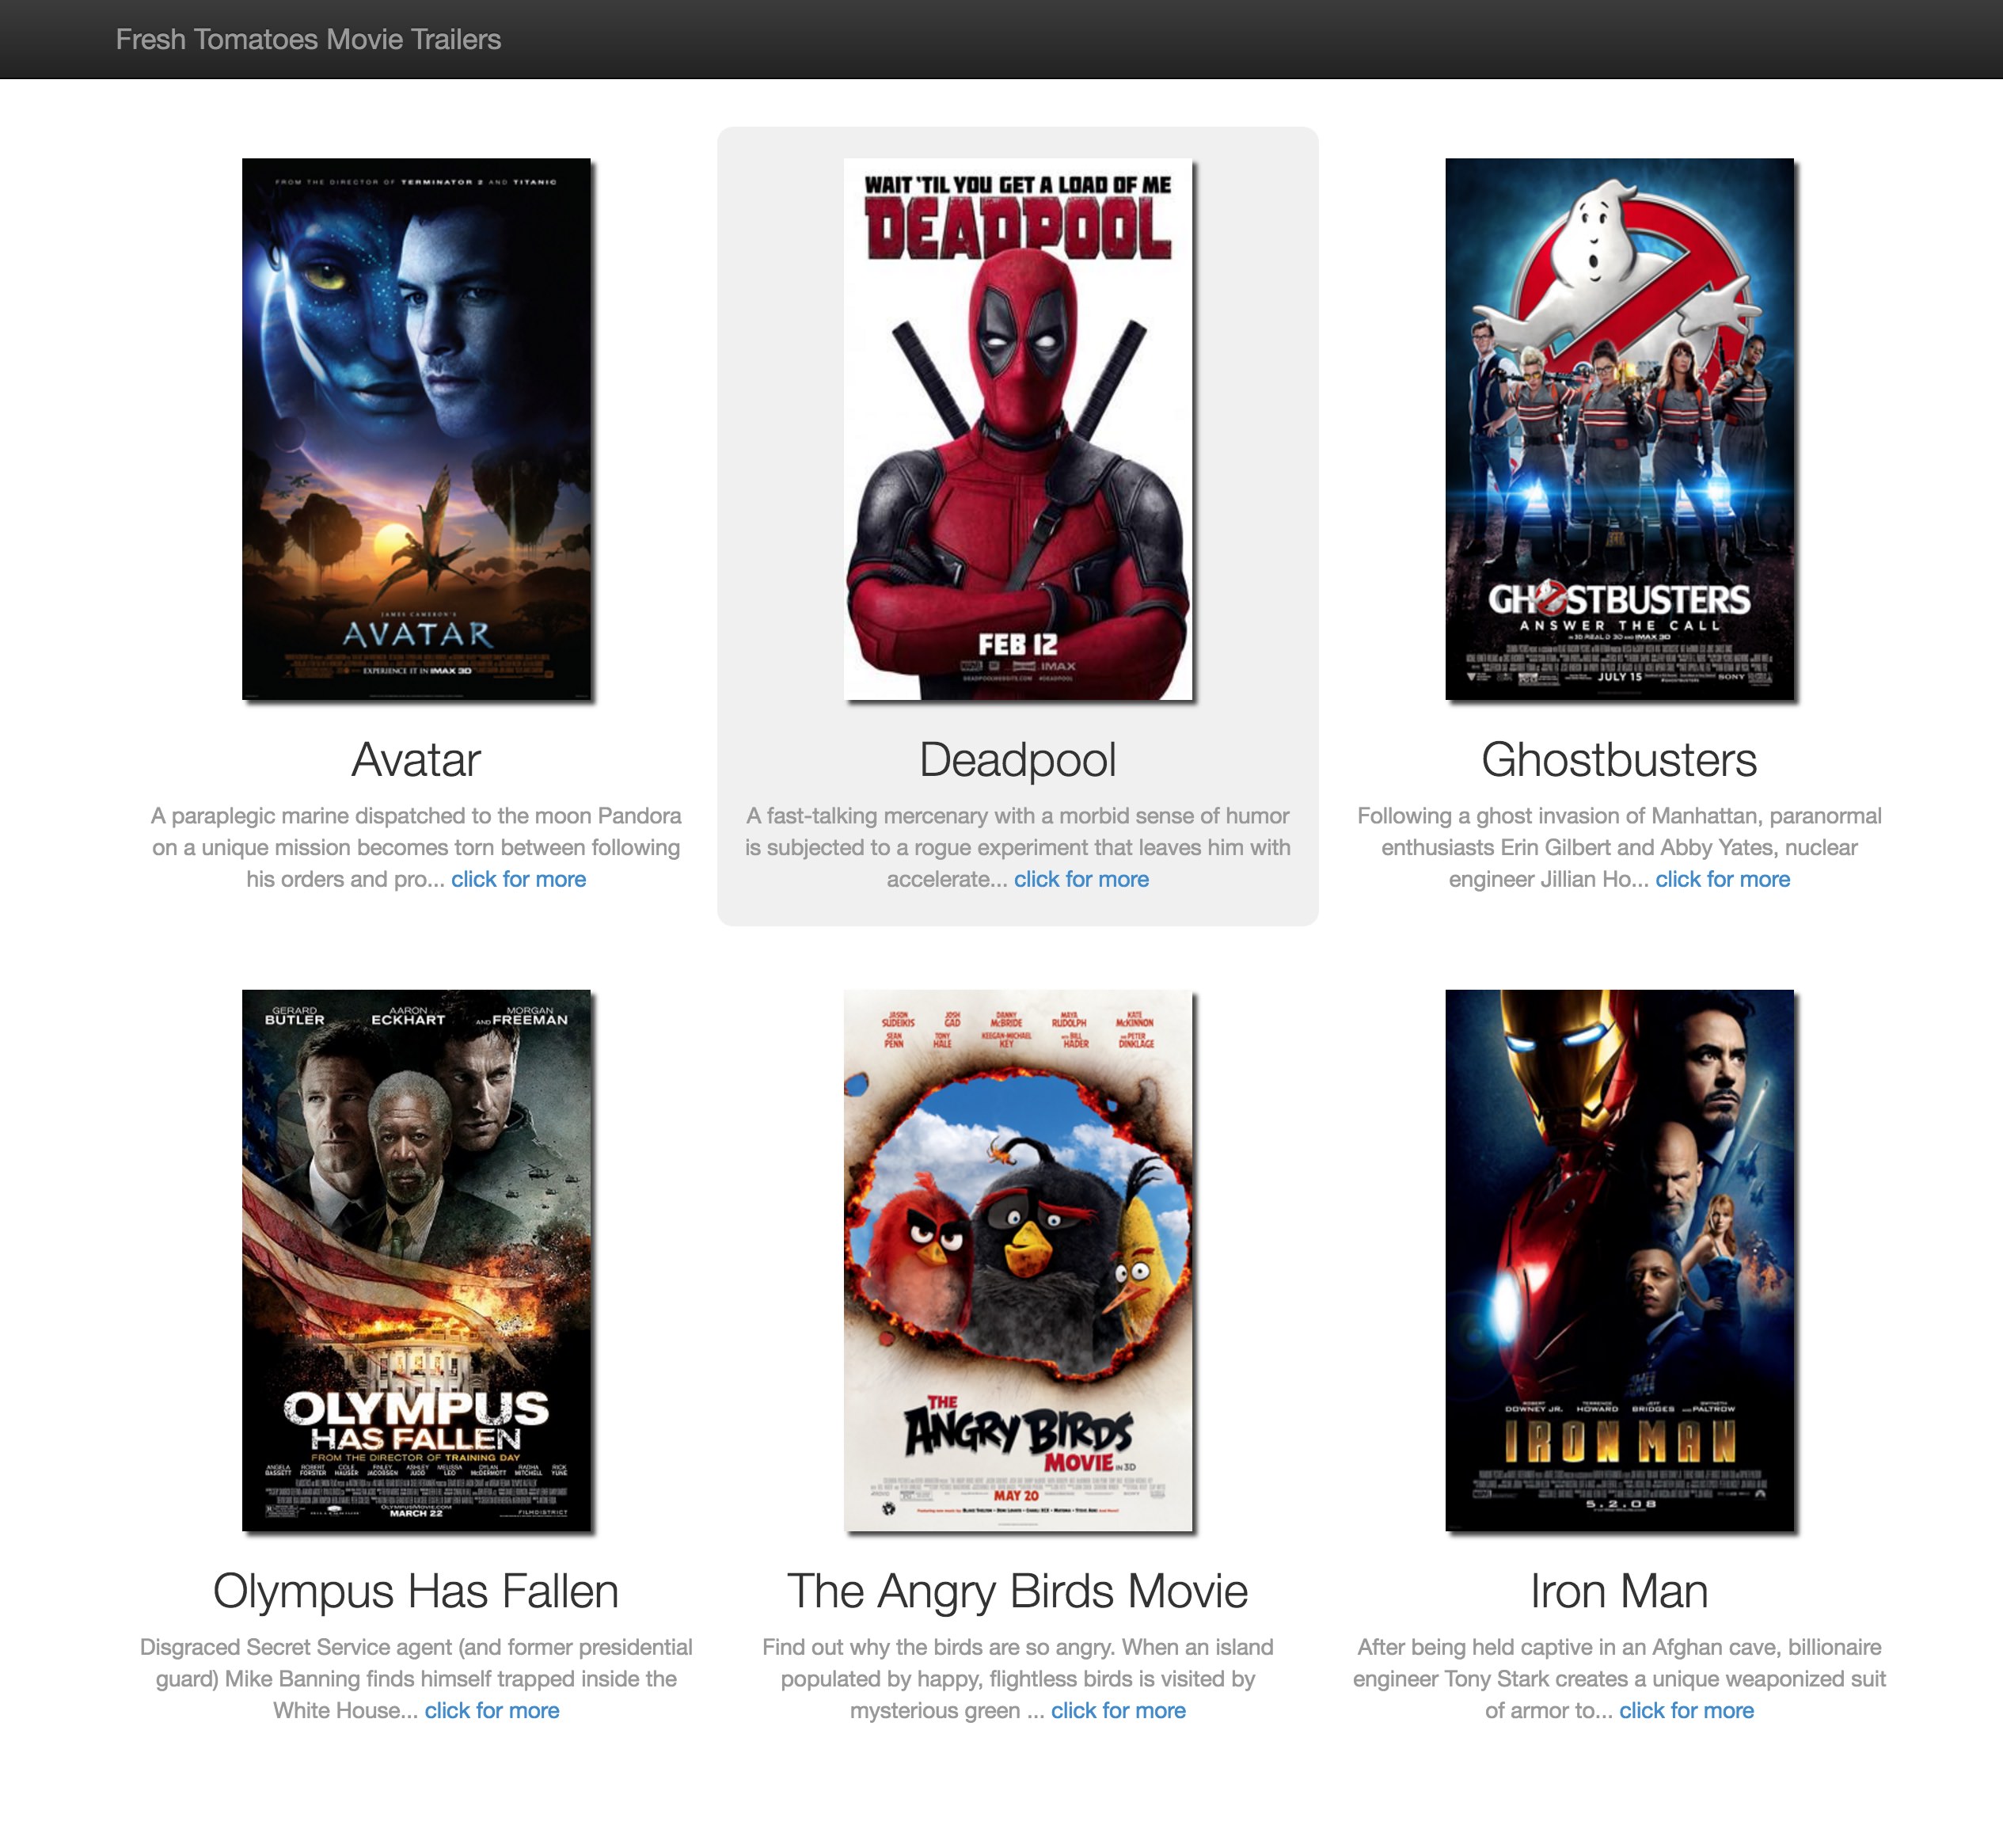 Fresh Tomatoes Movie Trailers
FROM THE DIRECTOR OF TERMINATOR 2 AND TITANIC
JAMES CAMERON'S
AVATAR
EXPERIENCE IT IN IMAX 3D
WAIT 'TIL YOU GET A LOAD OF ME
DEADPOOL
FEB 12
MARVEL IMAX
GHOSTBUSTERS
ANSWER THE CALL
JULY 15
SONY
Avatar
A paraplegic marine dispatched to the moon Pandora
on a unique mission becomes torn between following
his orders and pro... click for more
Deadpool
A fast-talking mercenary with a morbid sense of humor
is subjected to a rogue experiment that leaves him with
accelerate... click for more
Ghostbusters
Following a ghost invasion of Manhattan, paranormal
enthusiasts Erin Gilbert and Abby Yates, nuclear
engineer Jillian Ho... click for more
GERARD BUTLER AARON ECKHART AND MORGAN FREEMAN
OLYMPUS
HAS FALLEN
FROM THE DIRECTOR OF TRAINING DAY
ANGELA BASSETT ROBERT FORSTER COLE HAUSER FINLEY JACOBSEN ASHLEY JUDD MELISSA LEO DYLAN McDERMOTT RADHA MITCHELL RICK YUNE
OLYMPUSMOVIE.COM
MARCH 22
FILMDISTRICT
JASON SUDEIKIS JOSH GAD DANNY McBRIDE MAYA RUDOLPH KATE McKINNON
SEAN PENN TONY HALE KEEGAN-MICHAEL KEY BILL HADER PETER DINKLAGE
THE
ANGRY BIRDS
MOVIE IN 3D
MAY 20
ROBERT DOWNEY JR. TERRENCE HOWARD JEFF BRIDGES AND GWYNETH PALTROW
IRON MAN
5.2.08
Olympus Has Fallen
Disgraced Secret Service agent (and former presidential
guard) Mike Banning finds himself trapped inside the
White House... click for more
The Angry Birds Movie
Find out why the birds are so angry. When an island
populated by happy, flightless birds is visited by
mysterious green ... click for more
Iron Man
After being held captive in an Afghan cave, billionaire
engineer Tony Stark creates a unique weaponized suit
of armor to... click for more